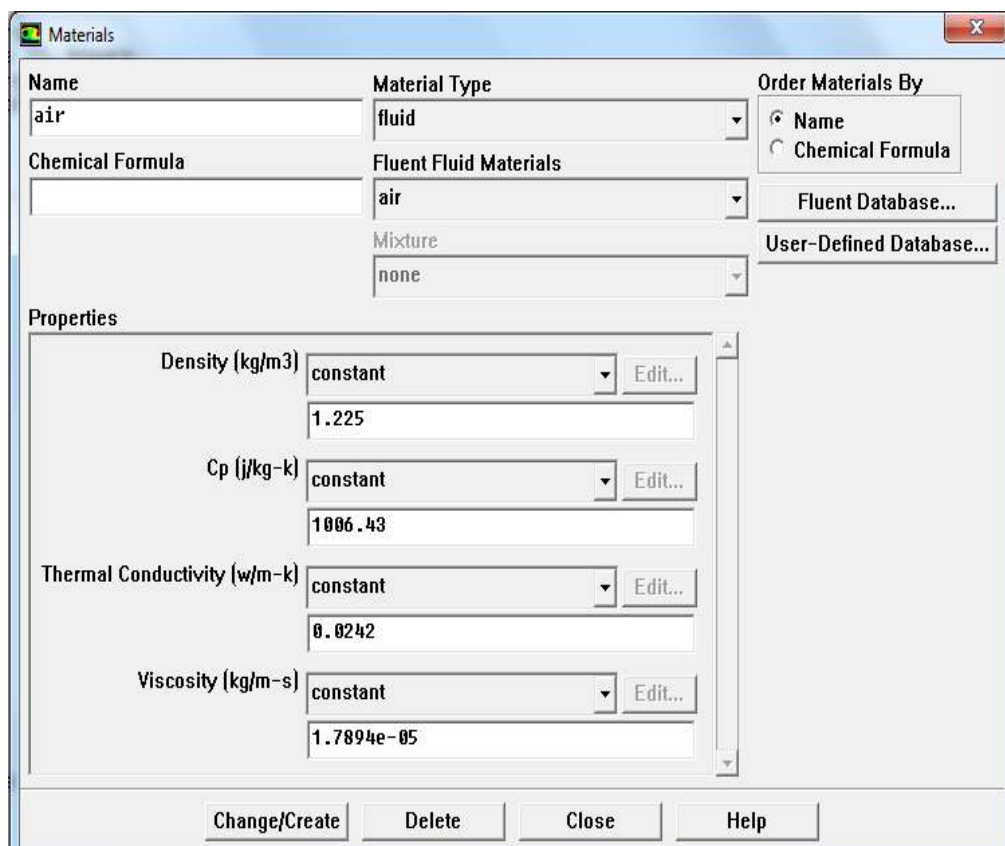 Materials
X
Name
air
Material Type
fluid
Order Materials By
Name
Chemical Formula
Chemical Formula
Fluent Fluid Materials
air
Fluent Database...
User-Defined Database...
Mixture
none
Properties
Density (kg/m3)
constant
Edit...
1.225
Cp (j/kg-k)
constant
Edit...
1006.43
Thermal Conductivity (w/m-k)
constant
Edit...
0.0242
Viscosity (kg/m-s)
constant
Edit...
1.7894e-05
Change/Create
Delete
Close
Help